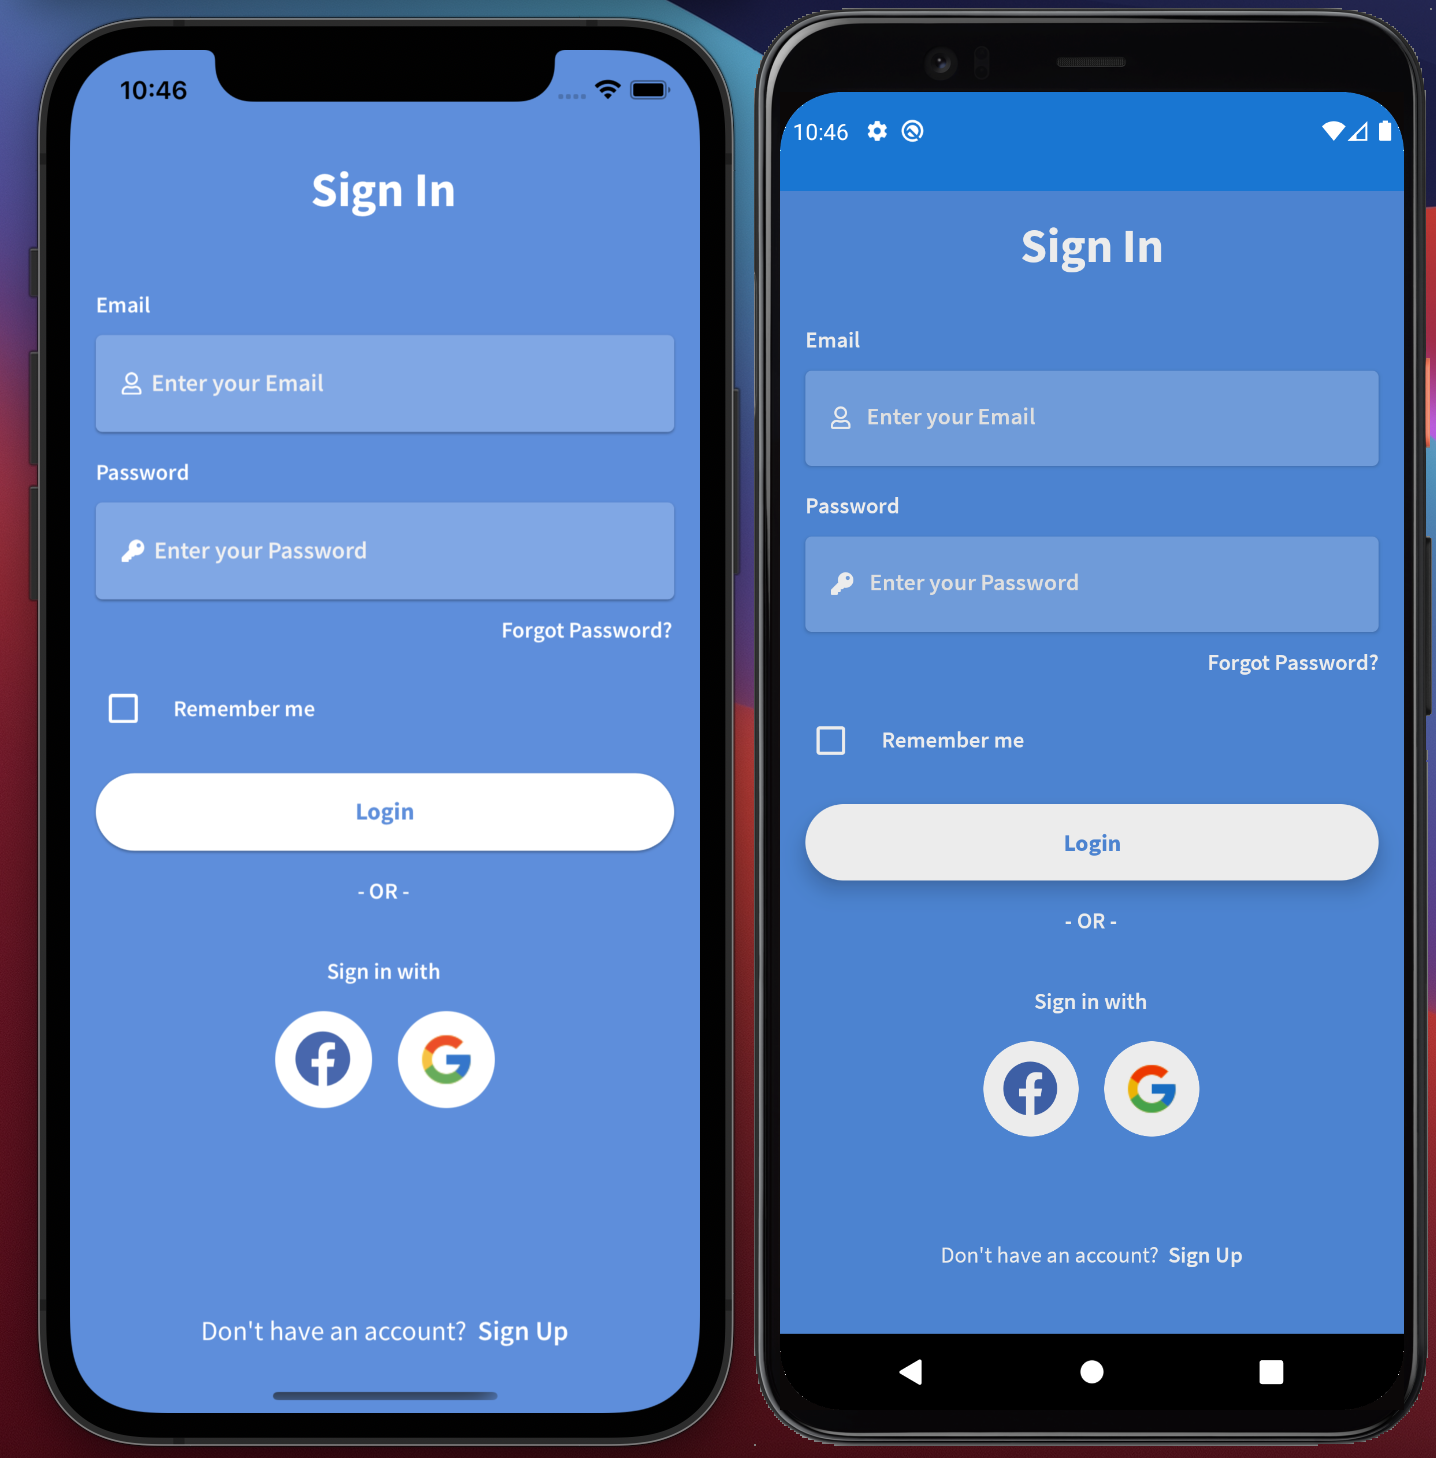 10:46
Sign In
Email
Enter your Email
Password
Enter your Password
Forgot Password?
Remember me
Login
- OR -
Sign in with
Don't have an account? Sign Up
10:46
Sign In
Email
Enter your Email
Password
Enter your Password
Forgot Password?
Remember me
Login
- OR -
Sign in with
Don't have an account? Sign Up